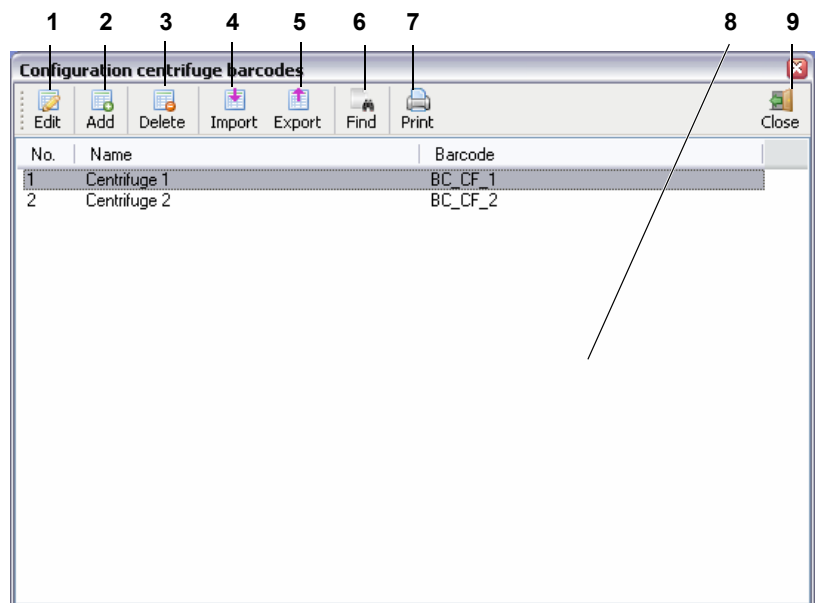 1 2 3 4 5 6 7 8 9
Configuration centrifuge barcodes
Edit Add Delete Import Export Find Print Close
No. Name Barcode
1 Centrifuge 1 BC_CF_1
2 Centrifuge 2 BC_CF_2